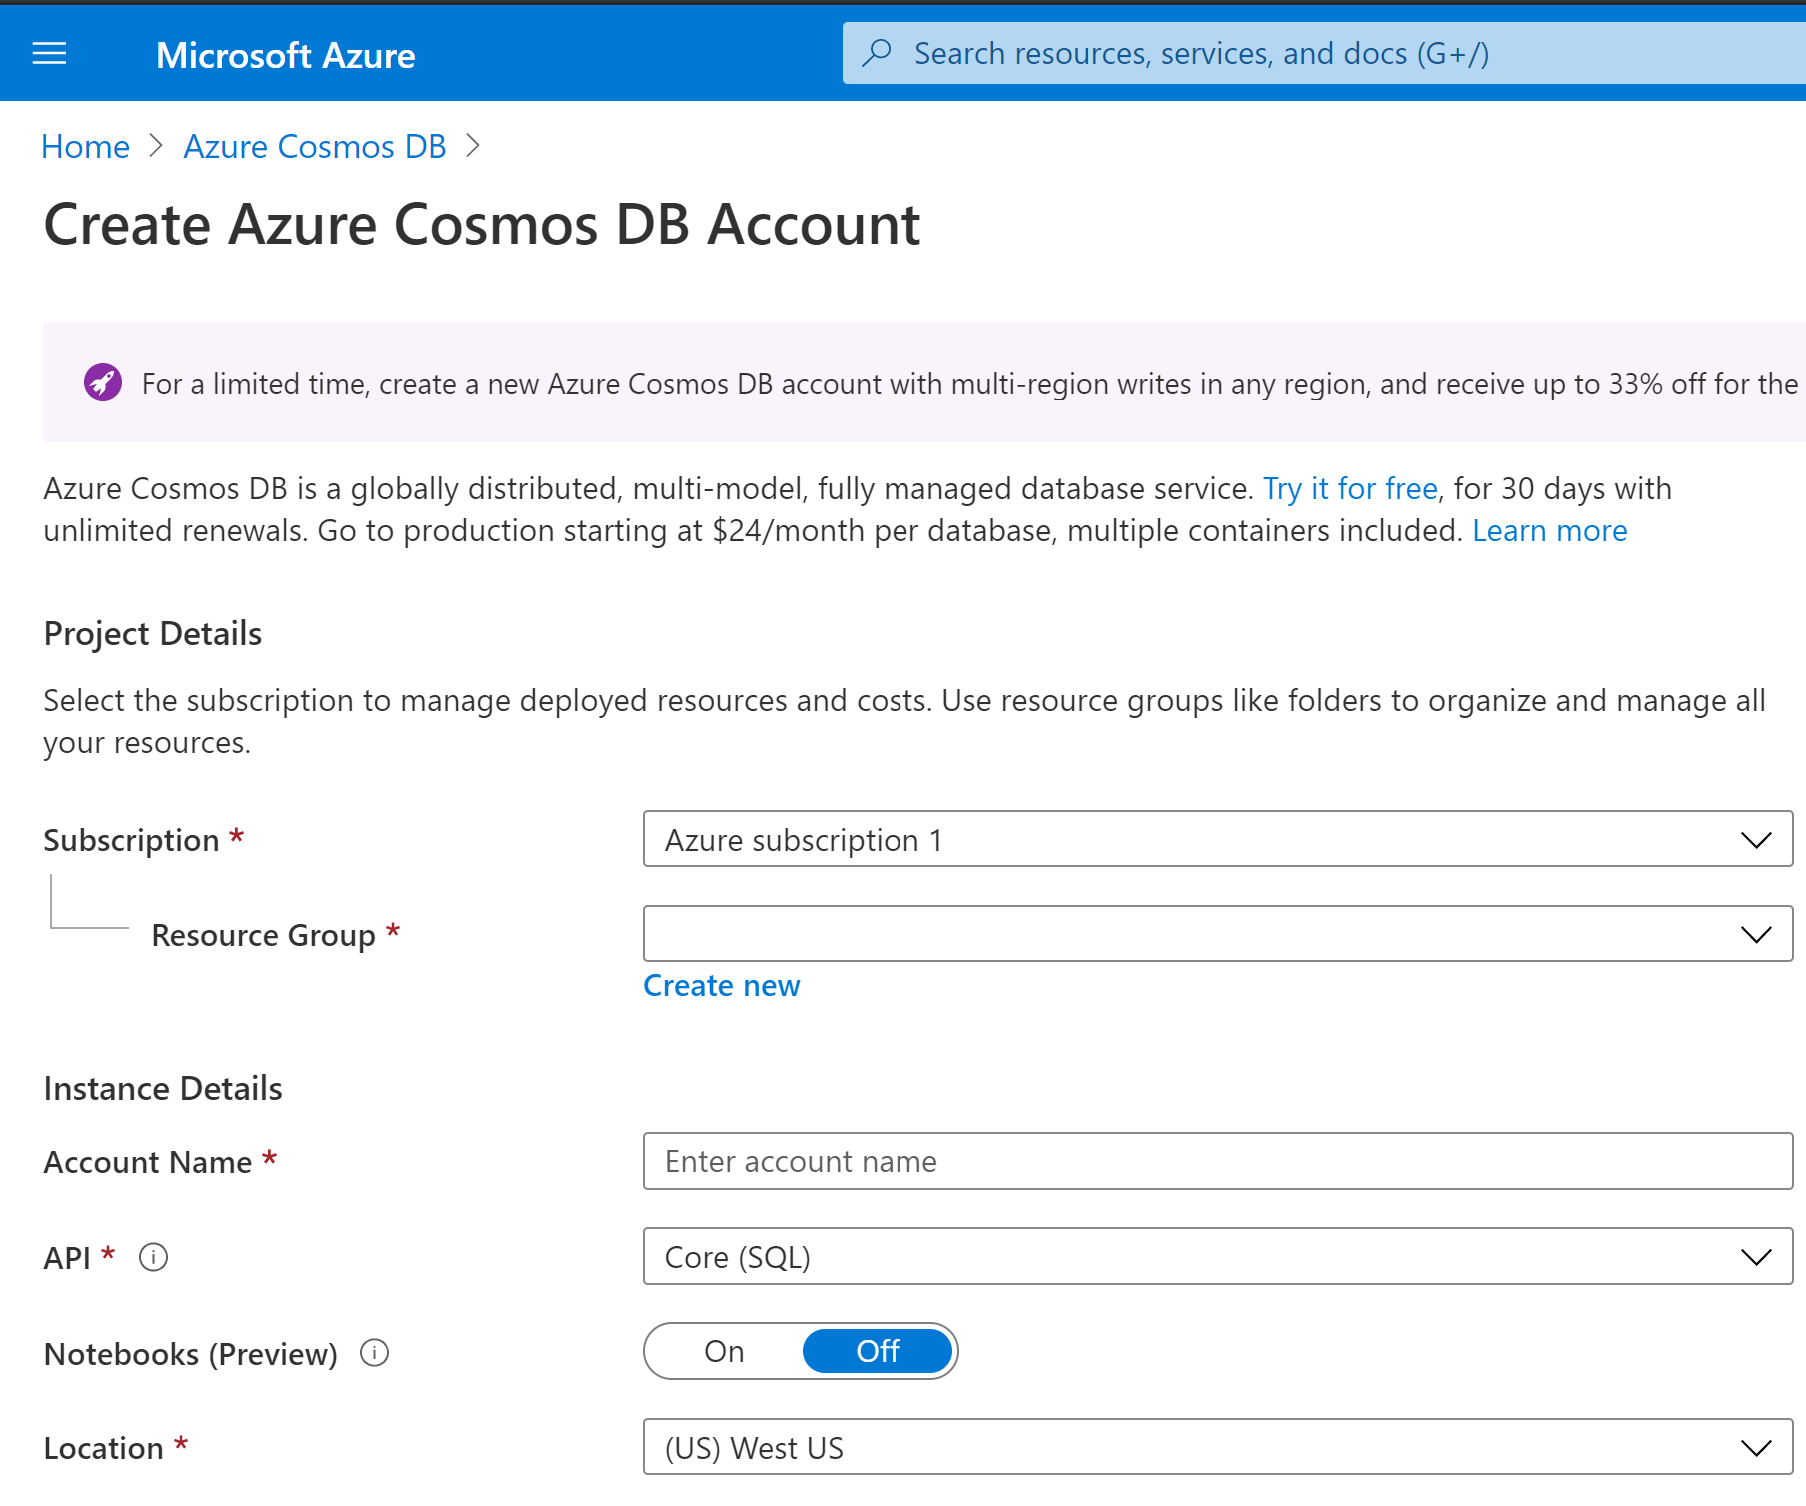 Microsoft Azure
Search resources, services, and docs (G+/)
Home > Azure Cosmos DB >
Create Azure Cosmos DB Account
For a limited time, create a new Azure Cosmos DB account with multi-region writes in any region, and receive up to 33% off for the
Azure Cosmos DB is a globally distributed, multi-model, fully managed database service. Try it for free, for 30 days with
unlimited renewals. Go to production starting at $24/month per database, multiple containers included. Learn more
Project Details
Select the subscription to manage deployed resources and costs. Use resource groups like folders to organize and manage all
your resources.
Subscription *
Azure subscription 1
Resource Group *
Create new
Instance Details
Account Name *
Enter account name
API *
Core (SQL)
Notebooks (Preview)
On Off
Location *
(US) West US